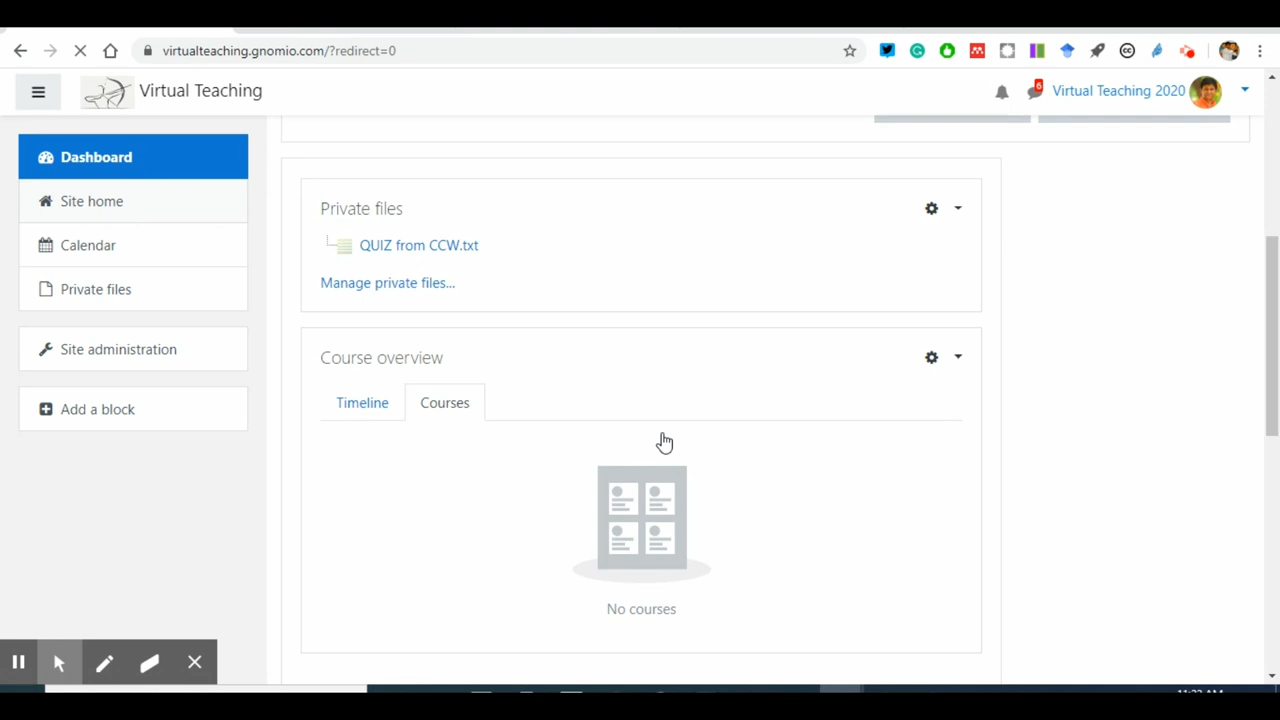 virtualteaching.gnomio.com/?redirect=0
Virtual Teaching
6
Virtual Teaching 2020
Dashboard
Site home
Calendar
Private files
Site administration
Add a block
Private files
QUIZ from CCW.txt
Manage private files...
Course overview
Timeline
Courses
No courses